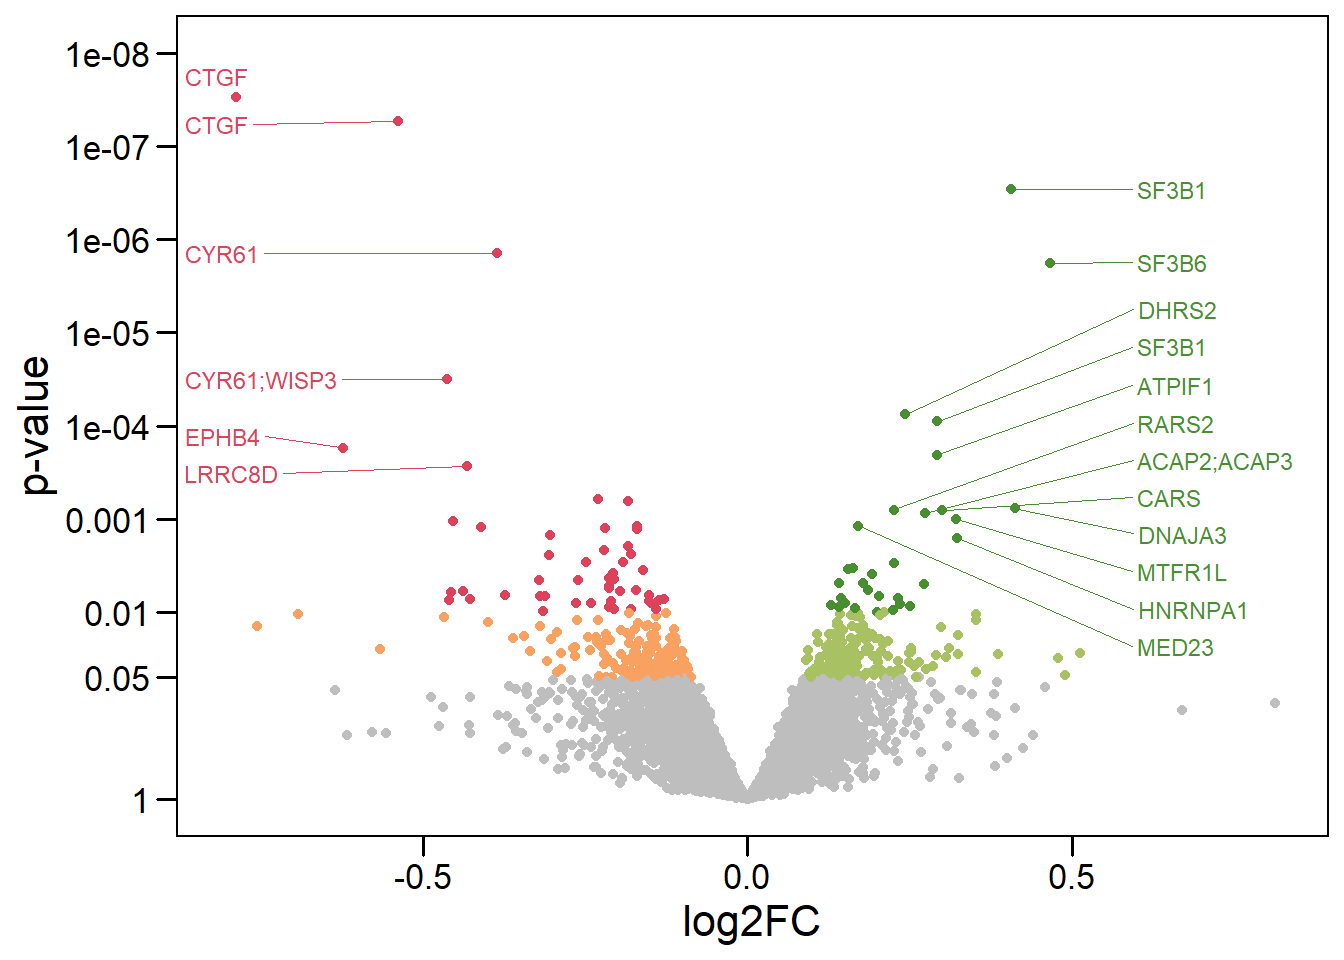 1e-08
1e-07
1e-06
1e-05
1e-04
0.001
0.01
0.05
1
p-value
CTGF
CTGF
CYR61
CYR61;WISP3
EPHB4
LRRC8D
SF3B1
SF3B6
DHRS2
SF3B1
ATPIF1
RARS2
ACAP2;ACAP3
CARS
DNAJA3
MTFR1L
HNRNPA1
MED23
-0.5 0.0 0.5
log2FC